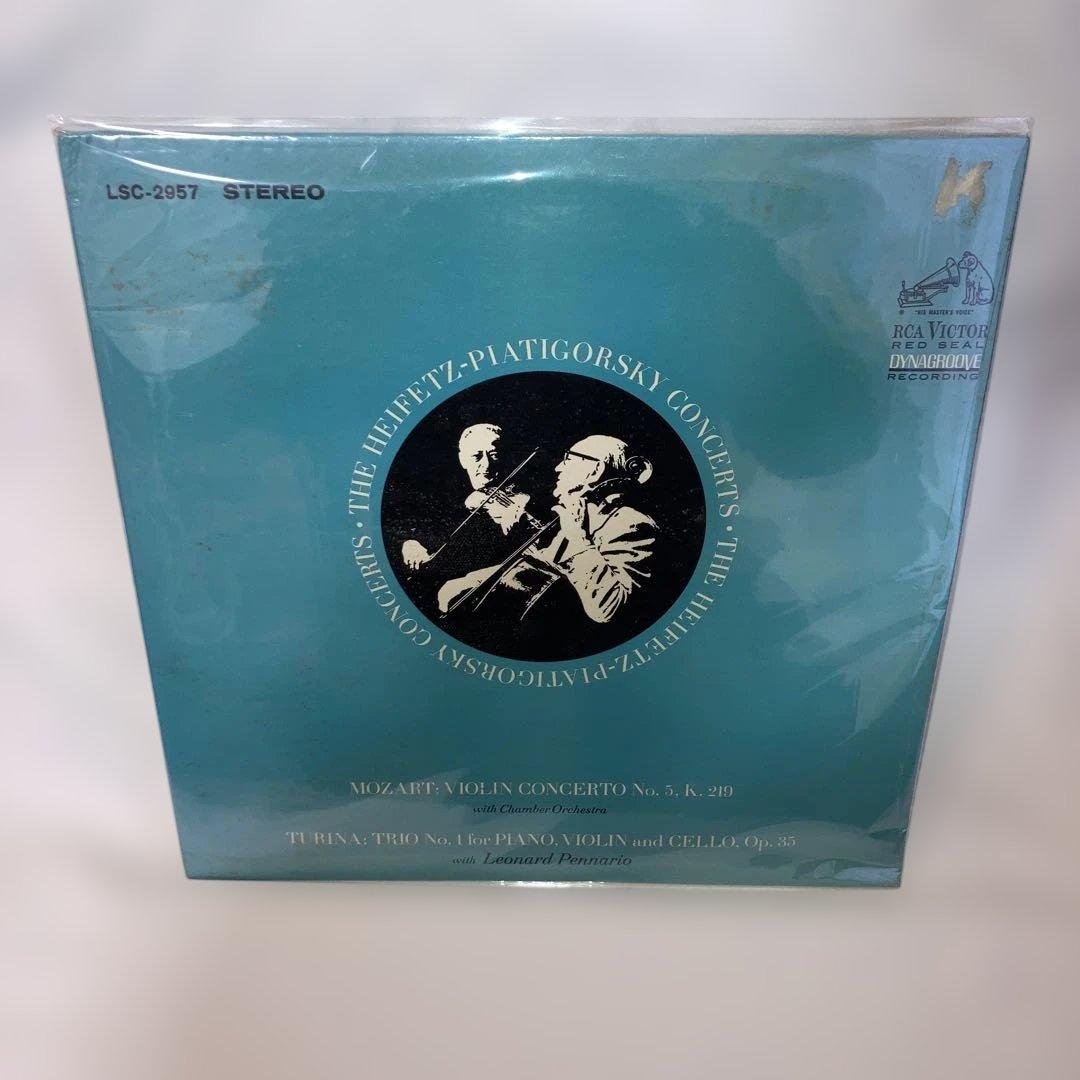 LSC-2957 STEREO
"HIS MASTER'S VOICE"
RCA VICTOR
RED SEAL
DYNAGROOVE
RECORDING
THE HEIFETZ-PIATIGORSKY CONCERTS • THE HEIFETZ-PIATIGORSKY CONCERTS •
MOZART: VIOLIN CONCERTO No. 5, K. 219
with Chamber Orchestra
TURINA: TRIO No. 1 for PIANO, VIOLIN and CELLO, Op. 35
with Leonard Pennario